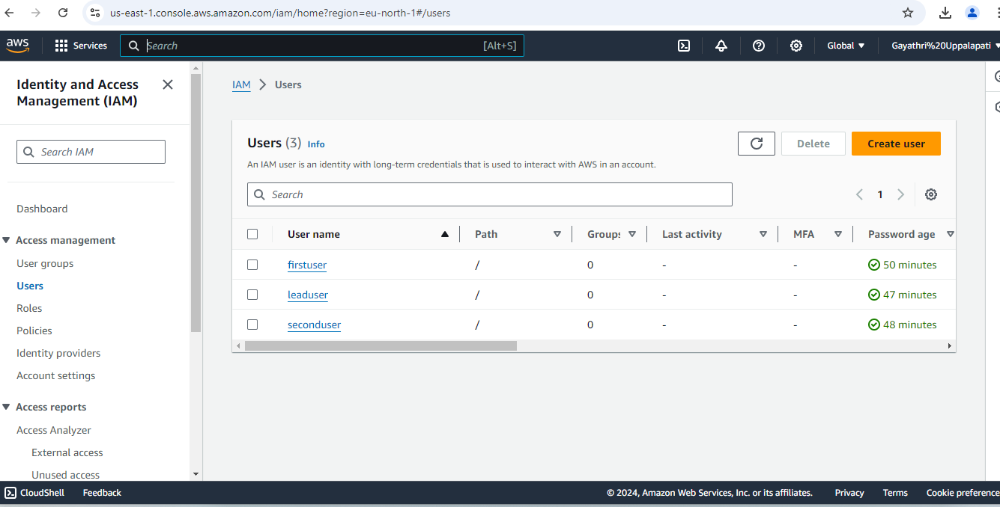 us-east-1.console.aws.amazon.com/iam/home?region=eu-north-1#/users
aws Services Search [Alt+S] Global Gayathri%20Uppalapati
Identity and Access
Management (IAM)
Search IAM
Dashboard
Access management
User groups
Users
Roles
Policies
Identity providers
Account settings
Access reports
Access Analyzer
External access
Unused access
IAM > Users
Users (3) Info
Delete Create user
An IAM user is an identity with long-term credentials that is used to interact with AWS in an account.
Search
1
User name Path Groups Last activity MFA Password age
firstuser / 0 - - 50 minutes
leaduser / 0 - - 47 minutes
seconduser / 0 - - 48 minutes
CloudShell Feedback © 2024, Amazon Web Services, Inc. or its affiliates. Privacy Terms Cookie preference